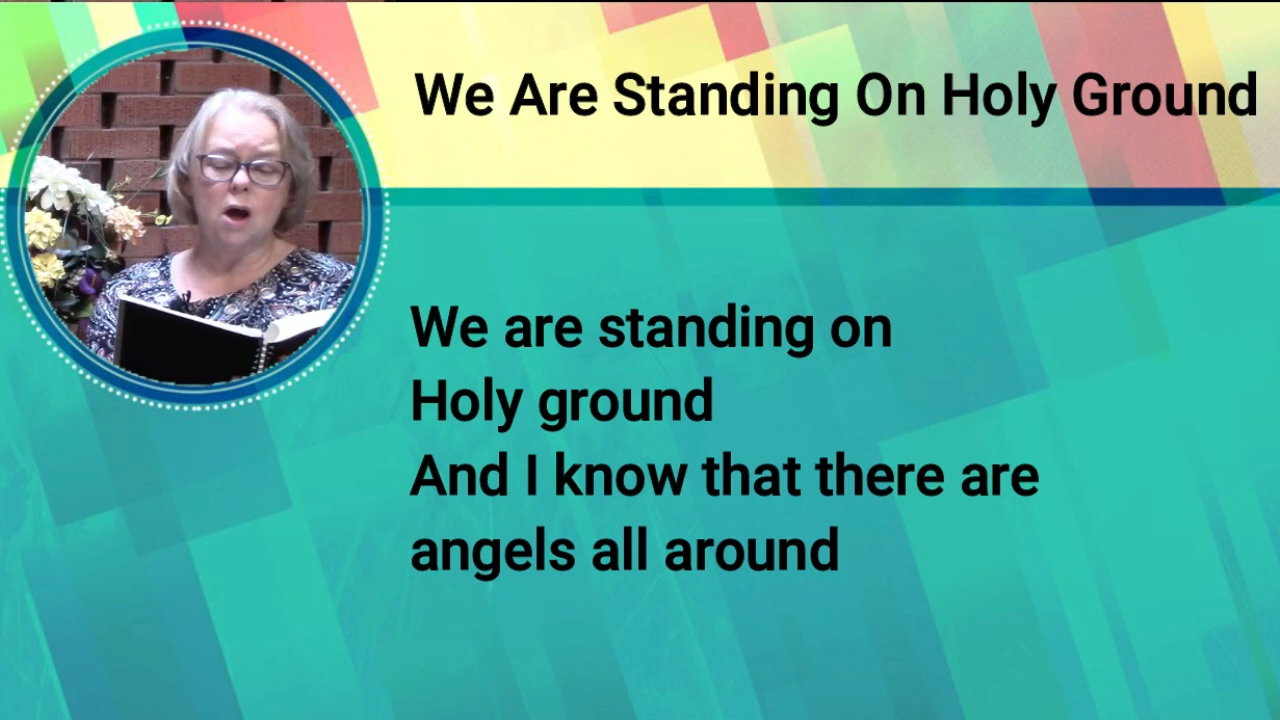 We Are Standing On Holy Ground
We are standing on
Holy ground
And I know that there are
angels all around